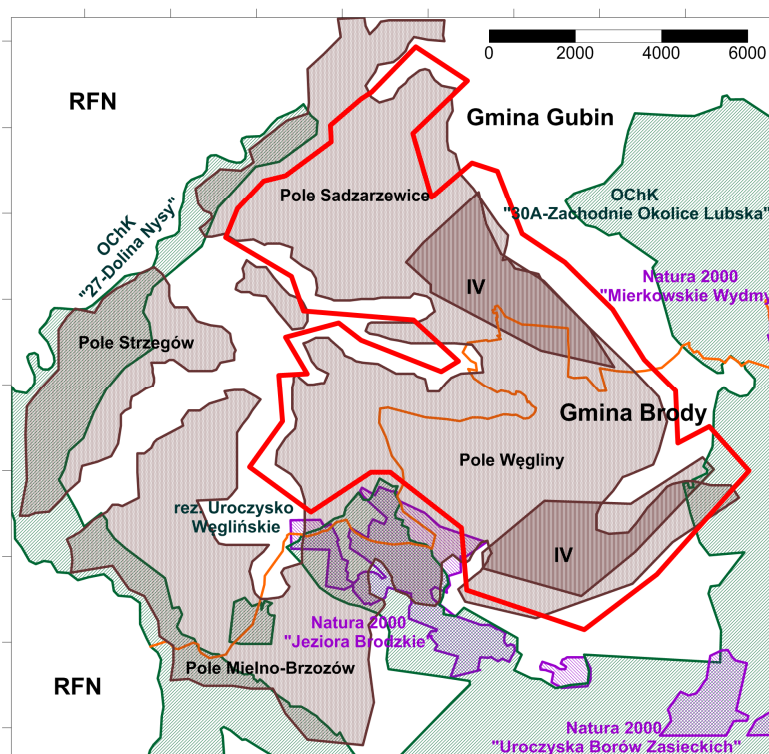 0 2000 4000 6000
RFN
Gmina Gubin
Pole Sadzarzewice
OChK
"30A-Zachodnie Okolice Lubska"
OChK
"27-Dolina Nysy"
Natura 2000
"Mierkowskie Wydmy
IV
Pole Strzegów
Gmina Brody
Pole Węgliny
rez. Uroczysko
Węglińskie
IV
Natura 2000
"Jeziora Brodzkie"
Pole Mielno-Brzozów
RFN
Natura 2000
"Uroczyska Borów Zasieckich"